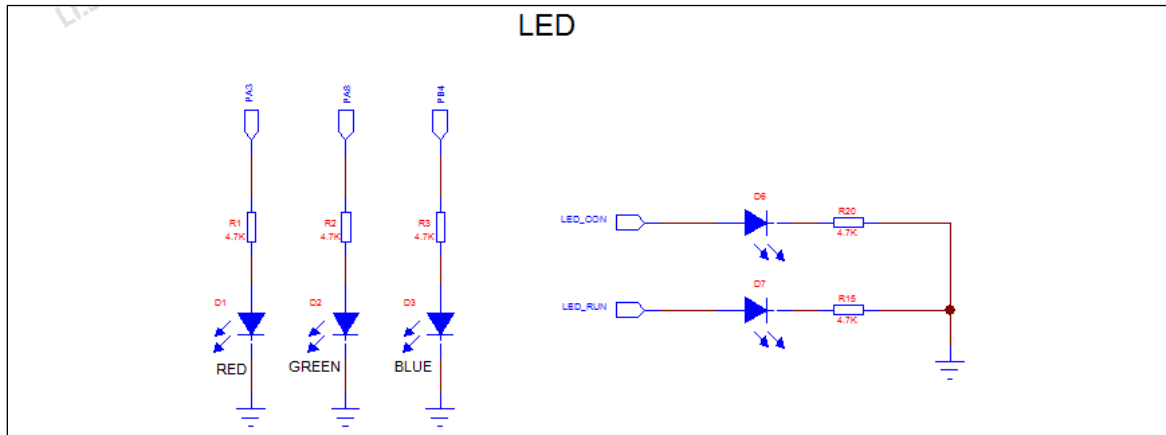 LED
PA3
PA8
PB4
R1
4.7K
R2
4.7K
R3
4.7K
D1
RED
D2
GREEN
D3
BLUE
LED_CON
D6
R20
4.7K
LED_RUN
D7
R15
4.7K